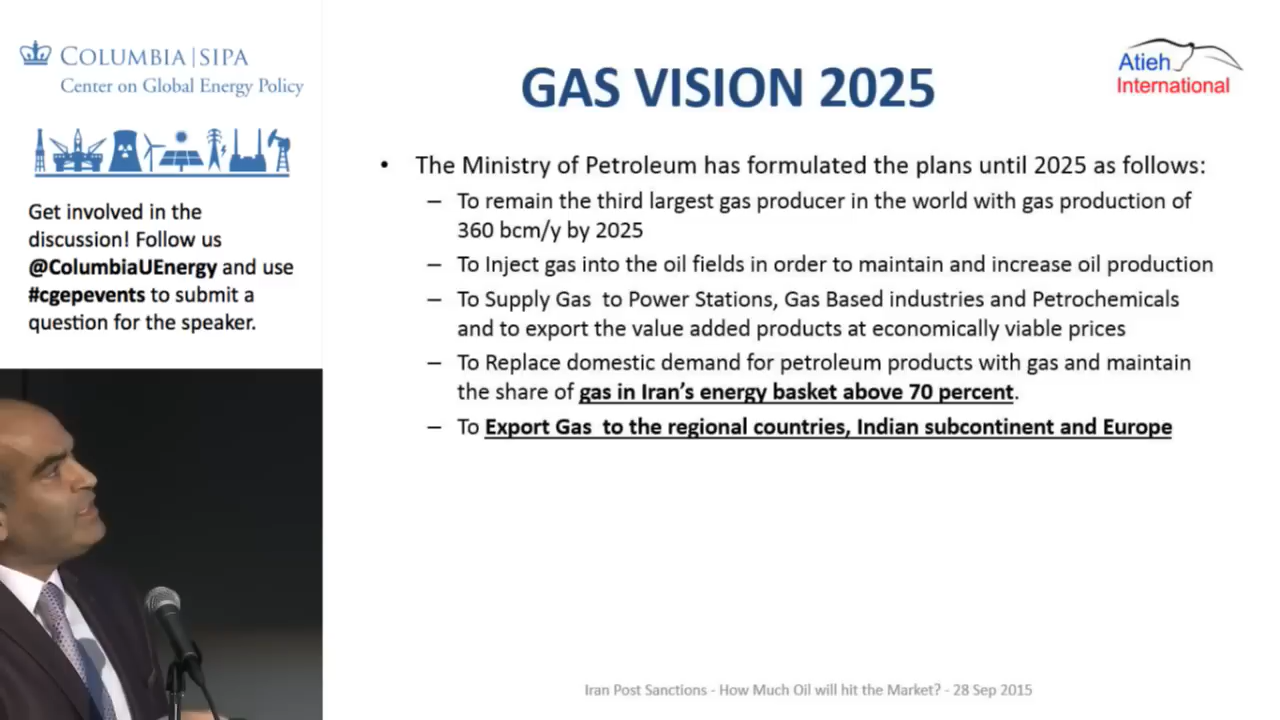 COLUMBIA | SIPA
Center on Global Energy Policy
Get involved in the
discussion! Follow us
@ColumbiaUEnergy and use
#cgepevents to submit a
question for the speaker.
Atieh
International
GAS VISION 2025
• The Ministry of Petroleum has formulated the plans until 2025 as follows:
– To remain the third largest gas producer in the world with gas production of
360 bcm/y by 2025
– To Inject gas into the oil fields in order to maintain and increase oil production
– To Supply Gas to Power Stations, Gas Based industries and Petrochemicals
and to export the value added products at economically viable prices
– To Replace domestic demand for petroleum products with gas and maintain
the share of gas in Iran's energy basket above 70 percent.
– To Export Gas to the regional countries, Indian subcontinent and Europe
Iran Post Sanctions - How Much Oil will hit the Market? - 28 Sep 2015